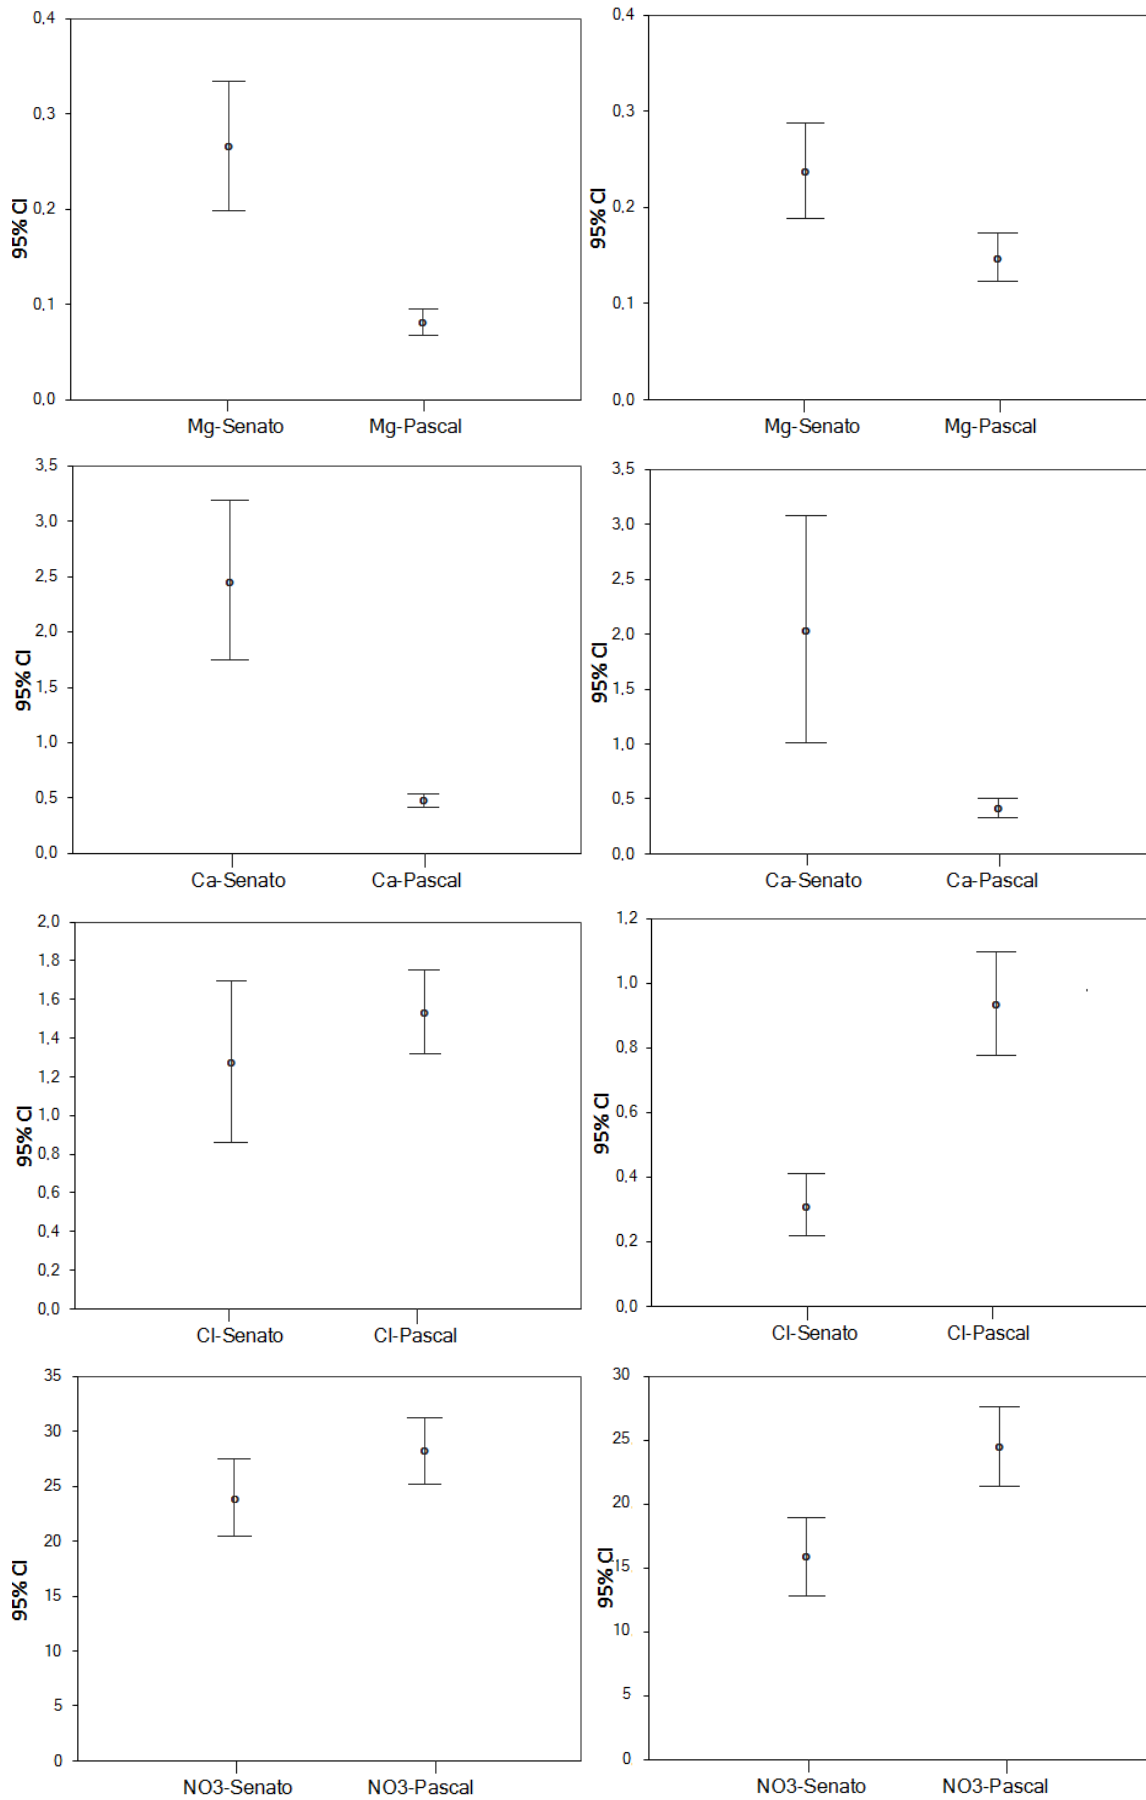 0,4
0,3
0,2
0,1
0,0
95% CI
Mg-Senato
Mg-Pascal
0,4
0,3
0,2
0,1
0,0
95% CI
Mg-Senato
Mg-Pascal
3,5
3,0
2,5
2,0
1,5
1,0
0,5
0,0
95% CI
Ca-Senato
Ca-Pascal
3,5
3,0
2,5
2,0
1,5
1,0
0,5
0,0
95% CI
Ca-Senato
Ca-Pascal
2,0
1,8
1,6
1,4
1,2
1,0
0,8
0,6
0,4
0,2
0,0
95% CI
Cl-Senato
Cl-Pascal
1,2
1,0
0,8
0,6
0,4
0,2
0,0
95% CI
Cl-Senato
Cl-Pascal
35
30
25
20
15
10
5
0
95% CI
NO3-Senato
NO3-Pascal
30
25
20
15
10
5
0
95% CI
NO3-Senato
NO3-Pascal